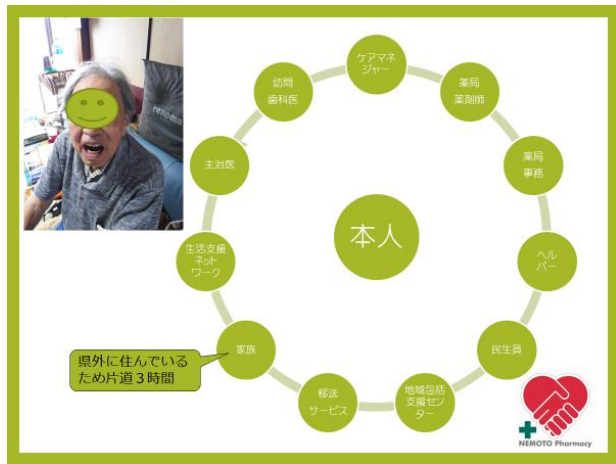 ケアマネ
ジャー
薬局
薬剤師
薬局
事務
ヘル
パー
民生員
地域包括
支援セン
ター
移送
サービス
家族
県外に住んでいる
ため片道３時間
生活支援
ネット
ワーク
主治医
訪問
歯科医
本人
NEMOTO Pharmacy